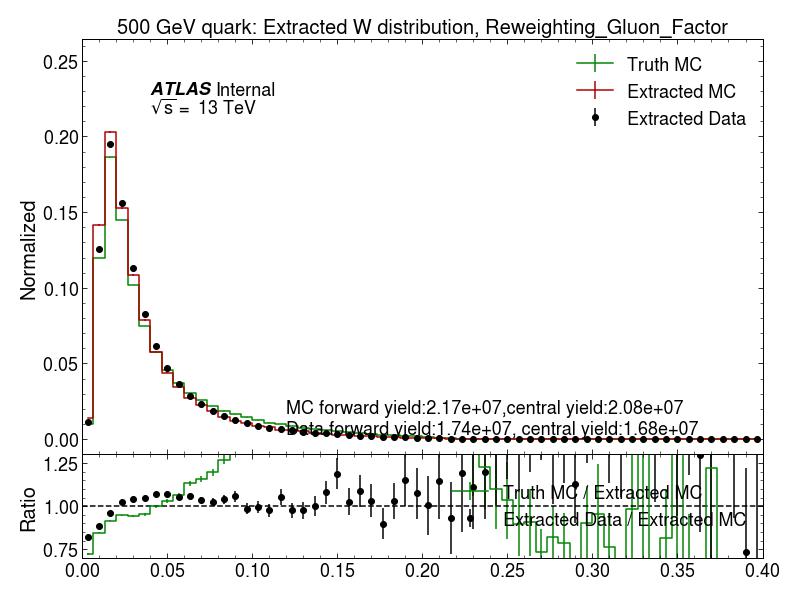 500 GeV quark: Extracted W distribution, Reweighting_Gluon_Factor
Normalized
0.25
0.20
0.15
0.10
0.05
0.00
ATLAS Internal
√s = 13 TeV
Truth MC
Extracted MC
Extracted Data
MC forward yield:2.17e+07,central yield:2.08e+07
Data forward yield:1.74e+07, central yield:1.68e+07
Ratio
1.25
1.00
0.75
Truth MC / Extracted MC
Extracted Data / Extracted MC
0.00 0.05 0.10 0.15 0.20 0.25 0.30 0.35 0.40